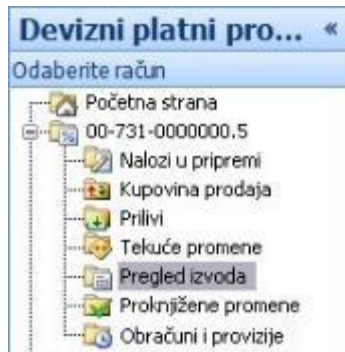 Devizni platni pro... «
Odaberite račun
Početna strana
00-731-0000000.5
Nalozi u pripremi
Kupovina prodaja
Prilivi
Tekuće promene
Pregled izvoda
Proknjižene promene
Obračuni i provizije